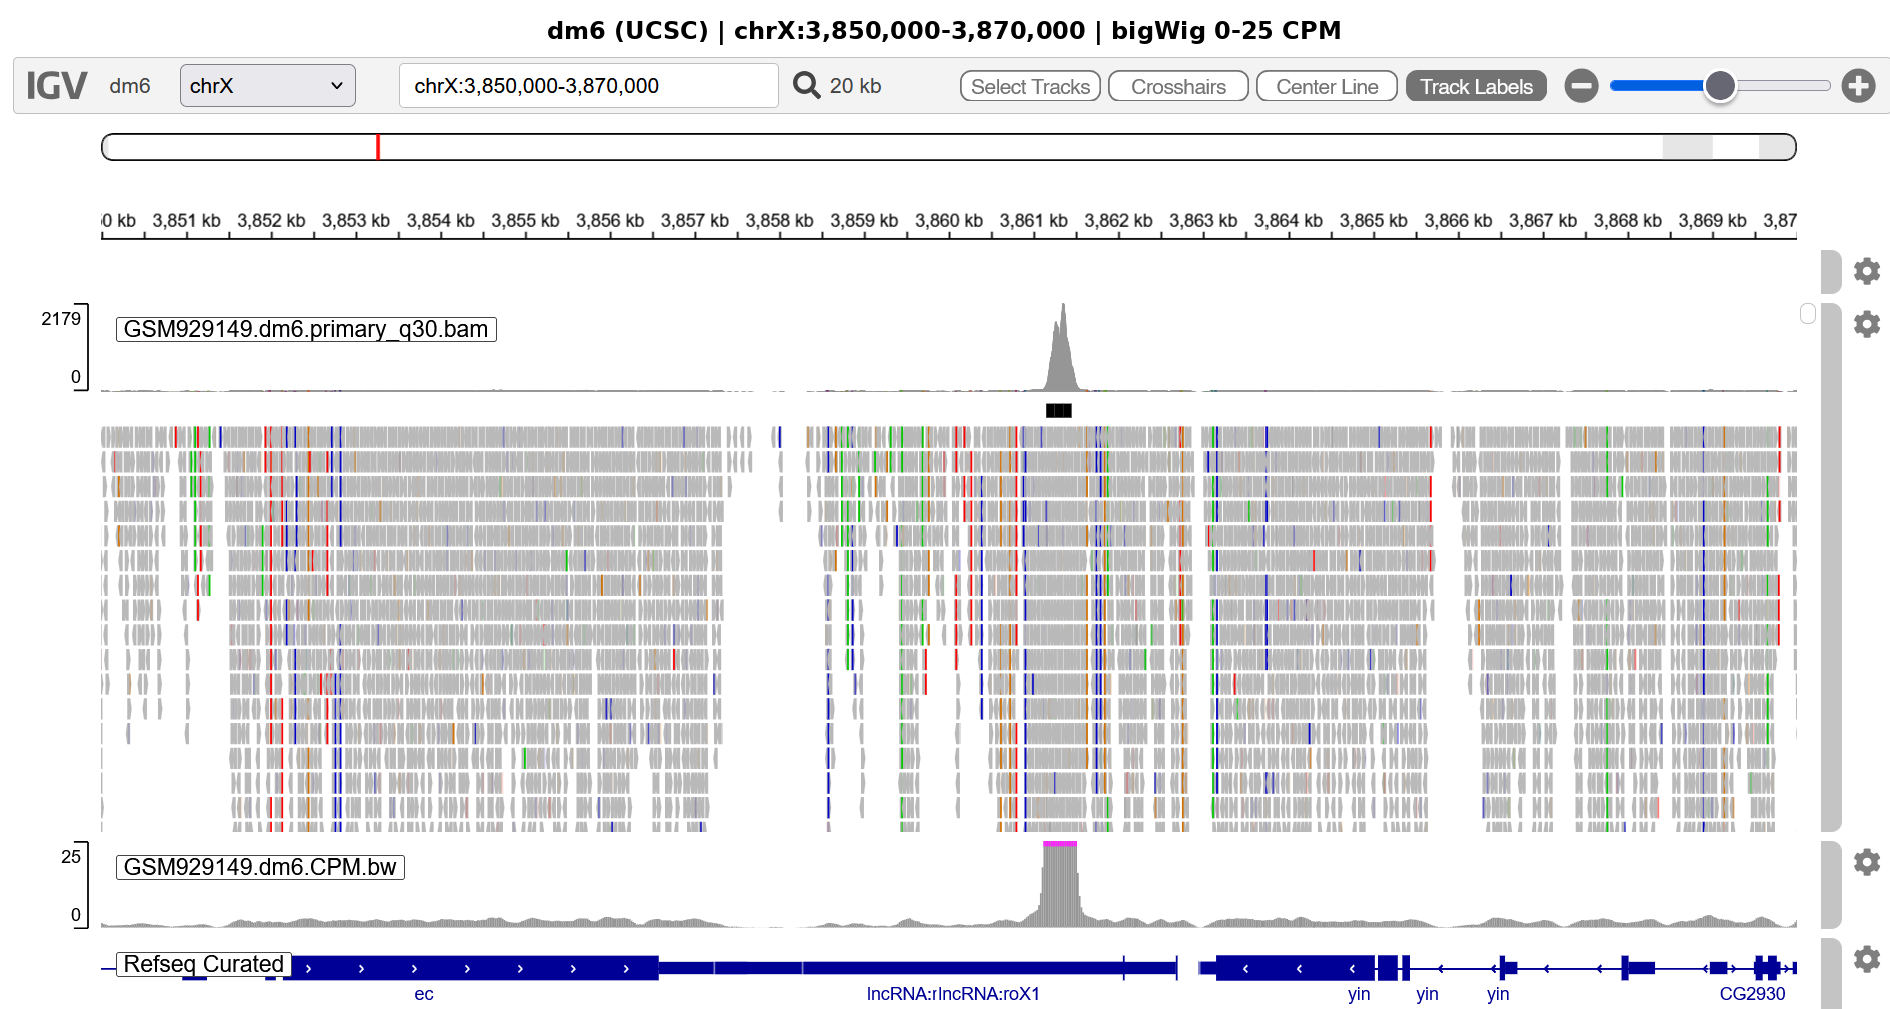 dm6 (UCSC) | chrX:3,850,000-3,870,000 | bigWig 0-25 CPM
IGV dm6 chrX chrX:3,850,000-3,870,000 20 kb Select Tracks Crosshairs Center Line Track Labels
0 kb 3,851 kb 3,852 kb 3,853 kb 3,854 kb 3,855 kb 3,856 kb 3,857 kb 3,858 kb 3,859 kb 3,860 kb 3,861 kb 3,862 kb 3,863 kb 3,864 kb 3,865 kb 3,866 kb 3,867 kb 3,868 kb 3,869 kb 3,87
2179
GSM929149.dm6.primary_q30.bam
0
25
GSM929149.dm6.CPM.bw
0
Refseq Curated
ec lncRNA:rlncRNA:roX1 yin yin yin CG2930